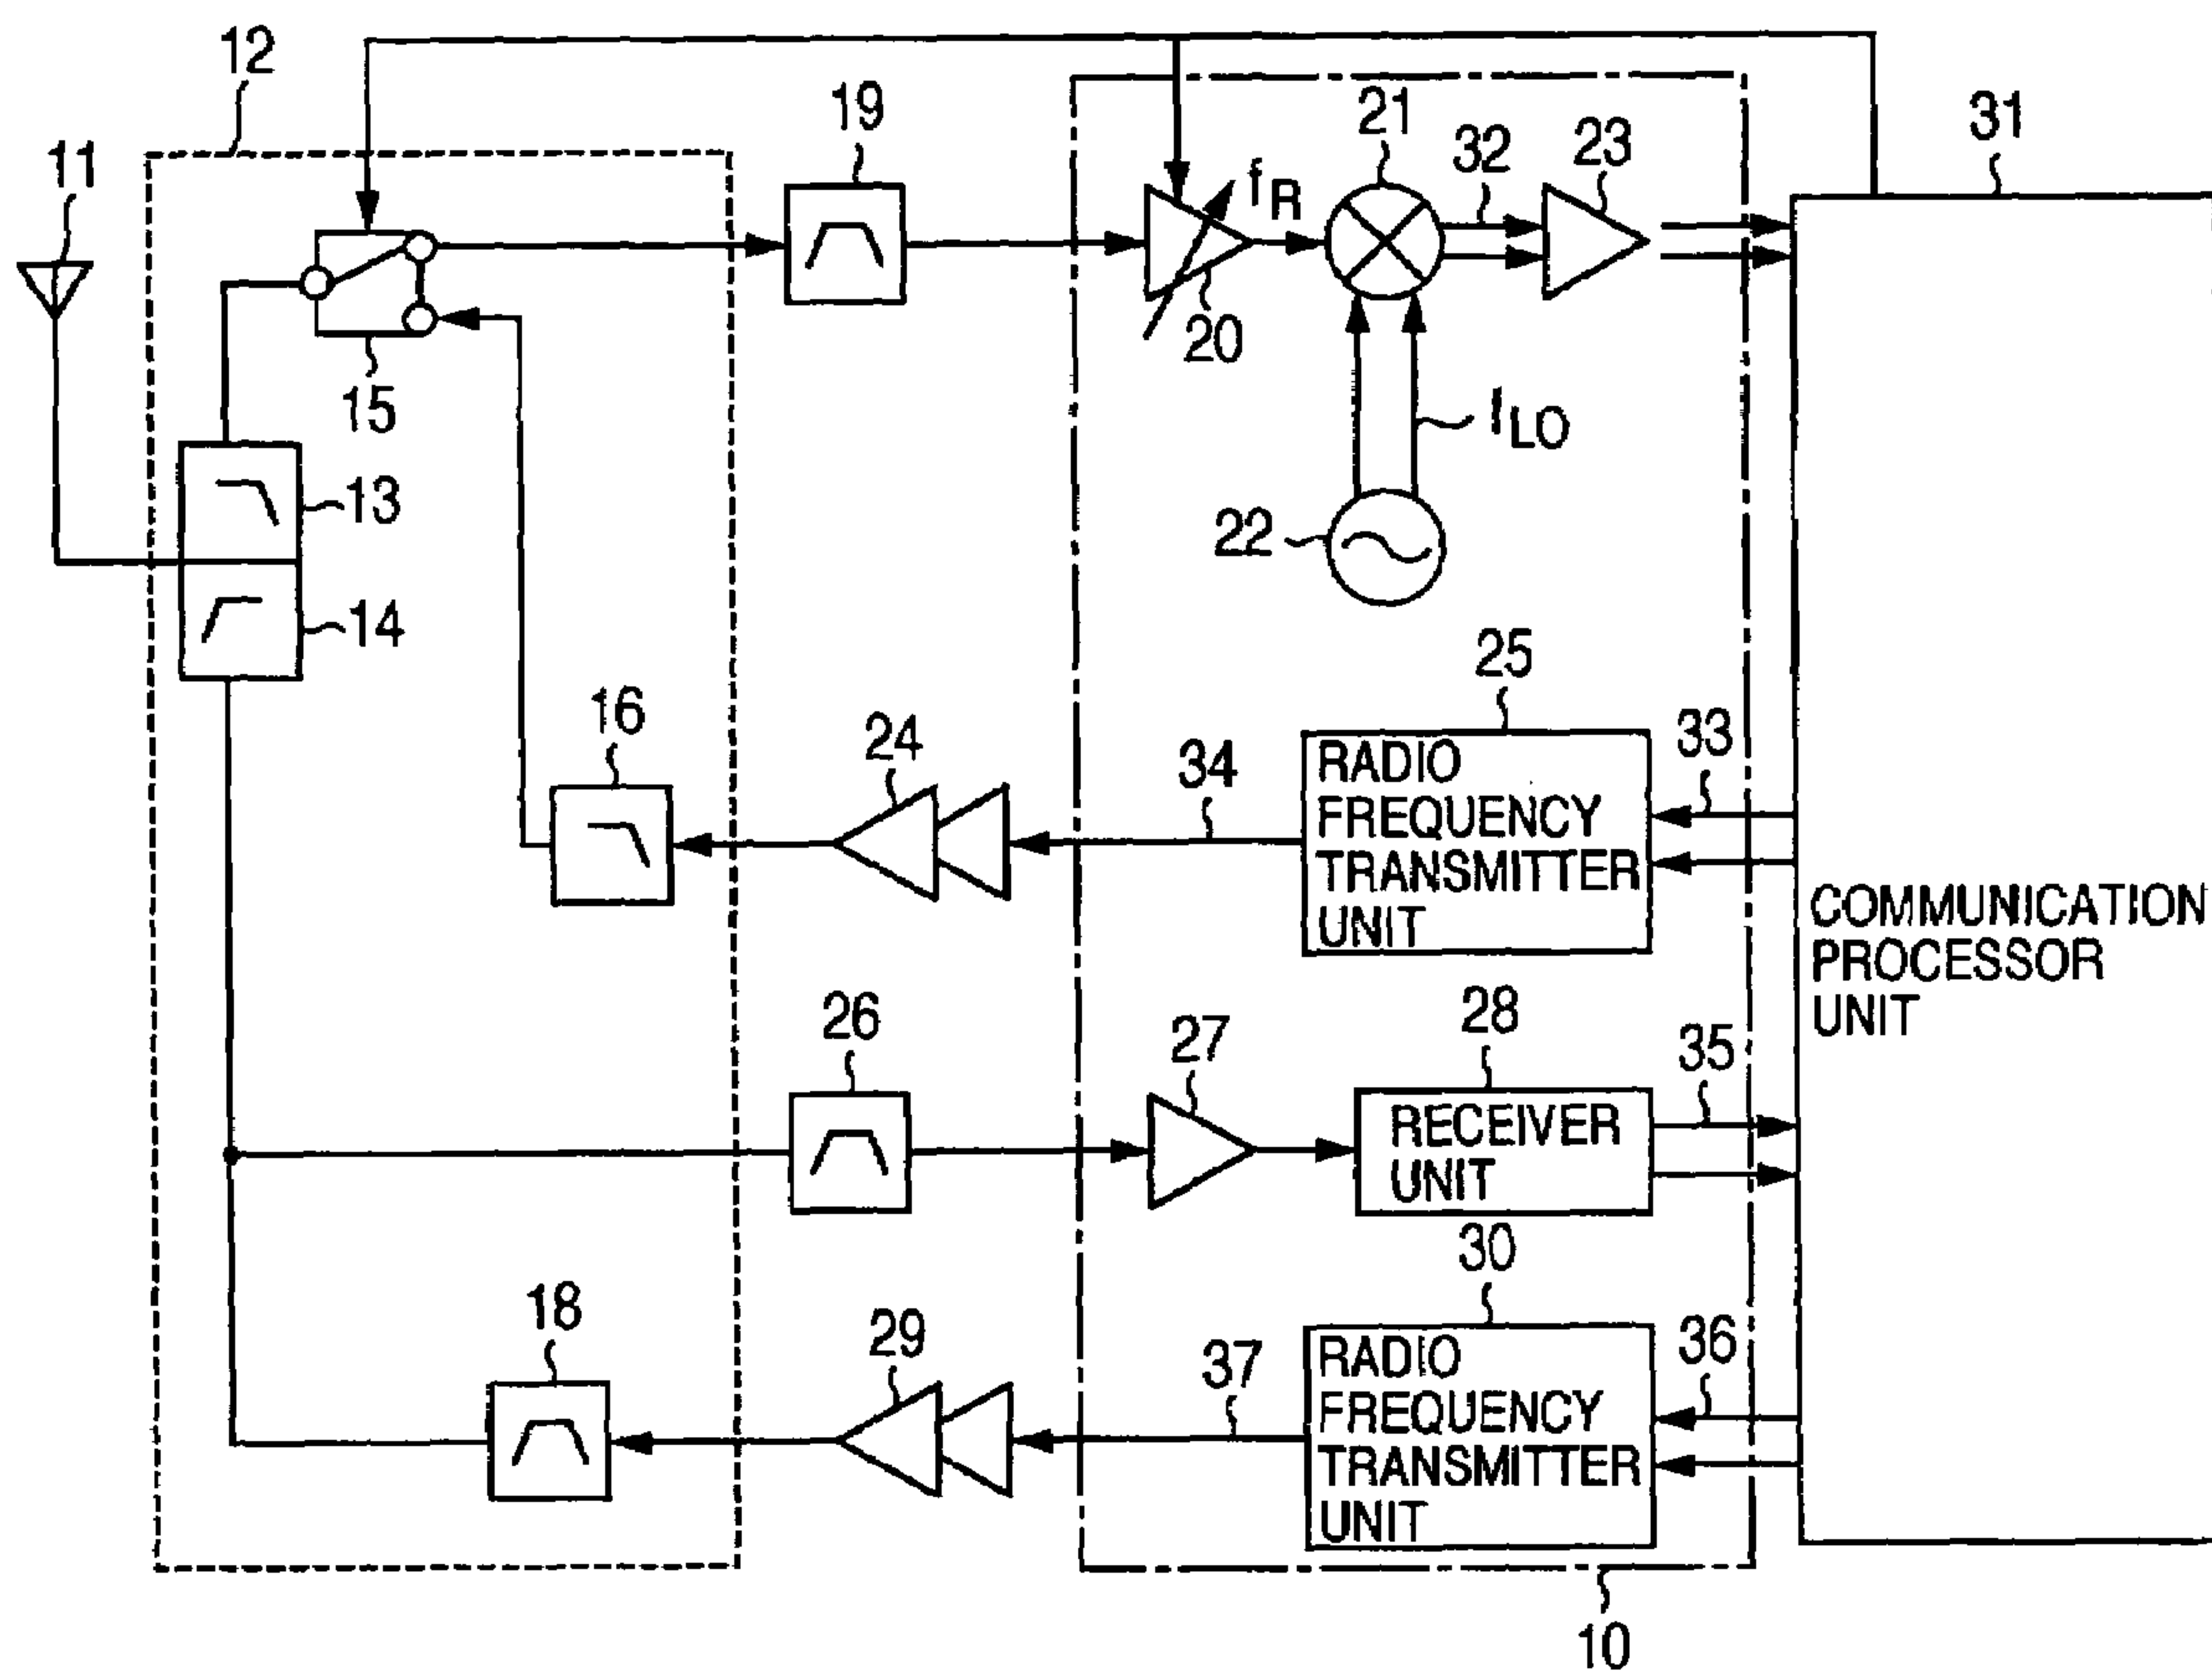 12
11
19
21
32
23
31
fR
20
15
fLO
13
22
14
25
16
24
34
33
RADIO
FREQUENCY
TRANSMITTER
UNIT
COMMUNICATION
PROCESSOR
UNIT
26
27
28
35
RECEIVER
UNIT
30
18
29
37
36
RADIO
FREQUENCY
TRANSMITTER
UNIT
10